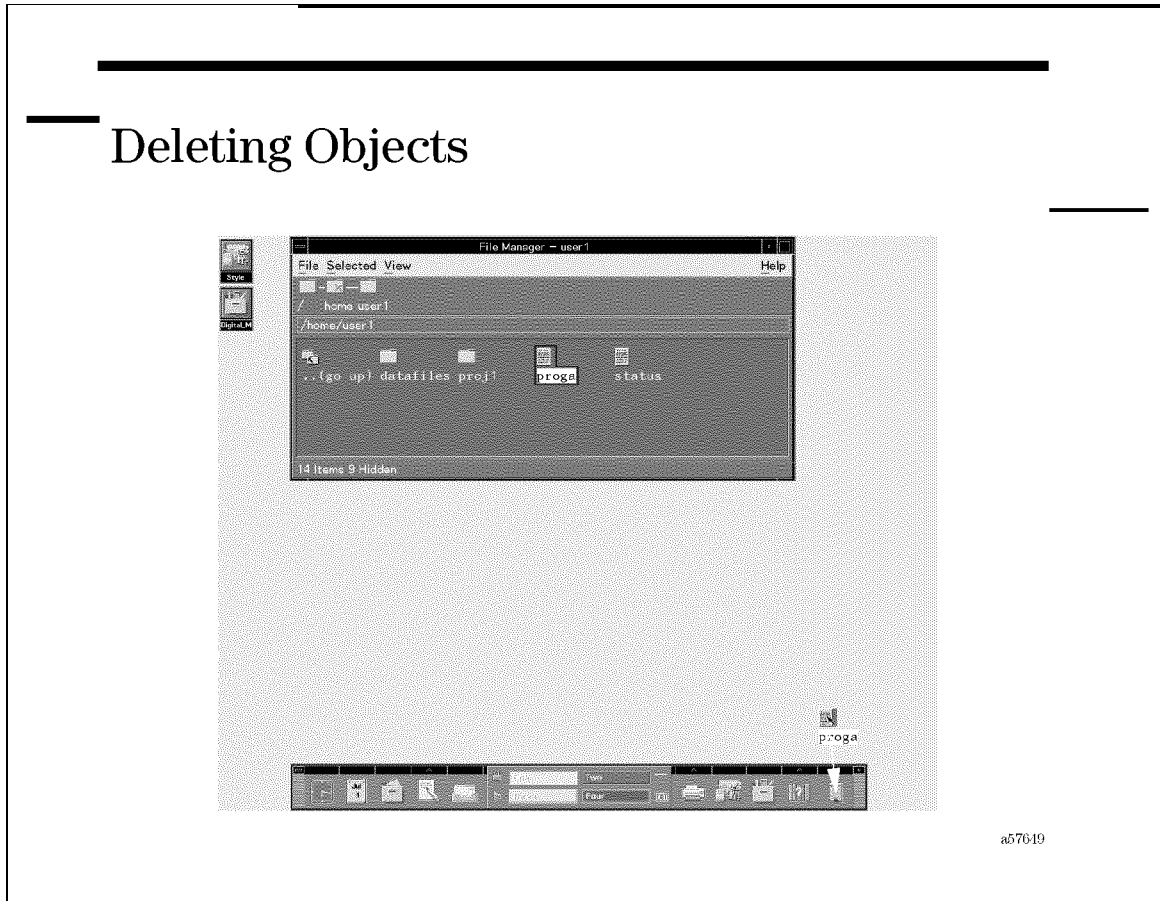 Deleting Objects
File Manager - user1
File Selected View Help
Style
/ home user1
Digital_M
/home/user1
..(go up) datafiles proj1 proga status
14 Items 9 Hidden
proga
Two
Four
a57649